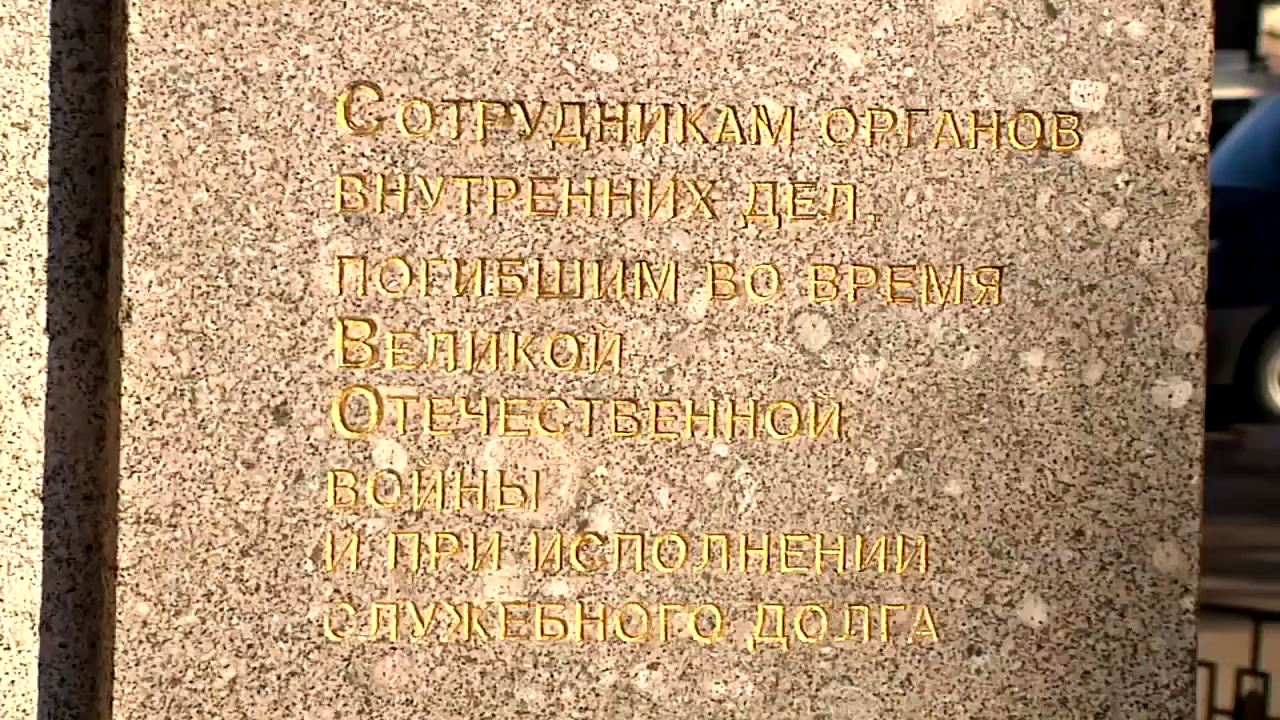 Сотрудникам органов
внутренних дел,
погибшим во время
Великой
Отечественной
войны
и при исполнении
служебного долга